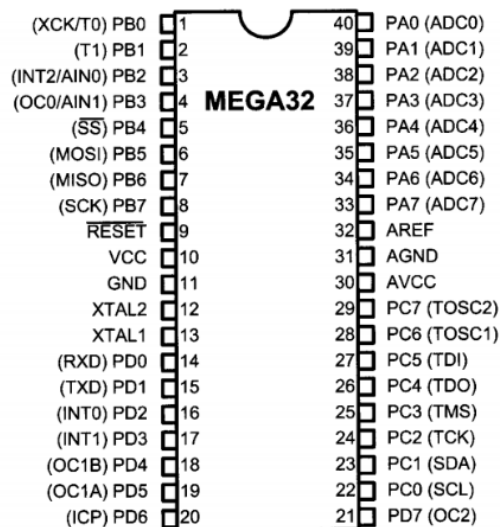 (XCK/T0) PB0 1 40 PA0 (ADC0)
(T1) PB1 2 39 PA1 (ADC1)
(INT2/AIN0) PB2 3 38 PA2 (ADC2)
(OC0/AIN1) PB3 4 MEGA32 37 PA3 (ADC3)
(SS) PB4 5 36 PA4 (ADC4)
(MOSI) PB5 6 35 PA5 (ADC5)
(MISO) PB6 7 34 PA6 (ADC6)
(SCK) PB7 8 33 PA7 (ADC7)
RESET 9 32 AREF
VCC 10 31 AGND
GND 11 30 AVCC
XTAL2 12 29 PC7 (TOSC2)
XTAL1 13 28 PC6 (TOSC1)
(RXD) PD0 14 27 PC5 (TDI)
(TXD) PD1 15 26 PC4 (TDO)
(INT0) PD2 16 25 PC3 (TMS)
(INT1) PD3 17 24 PC2 (TCK)
(OC1B) PD4 18 23 PC1 (SDA)
(OC1A) PD5 19 22 PC0 (SCL)
(ICP) PD6 20 21 PD7 (OC2)